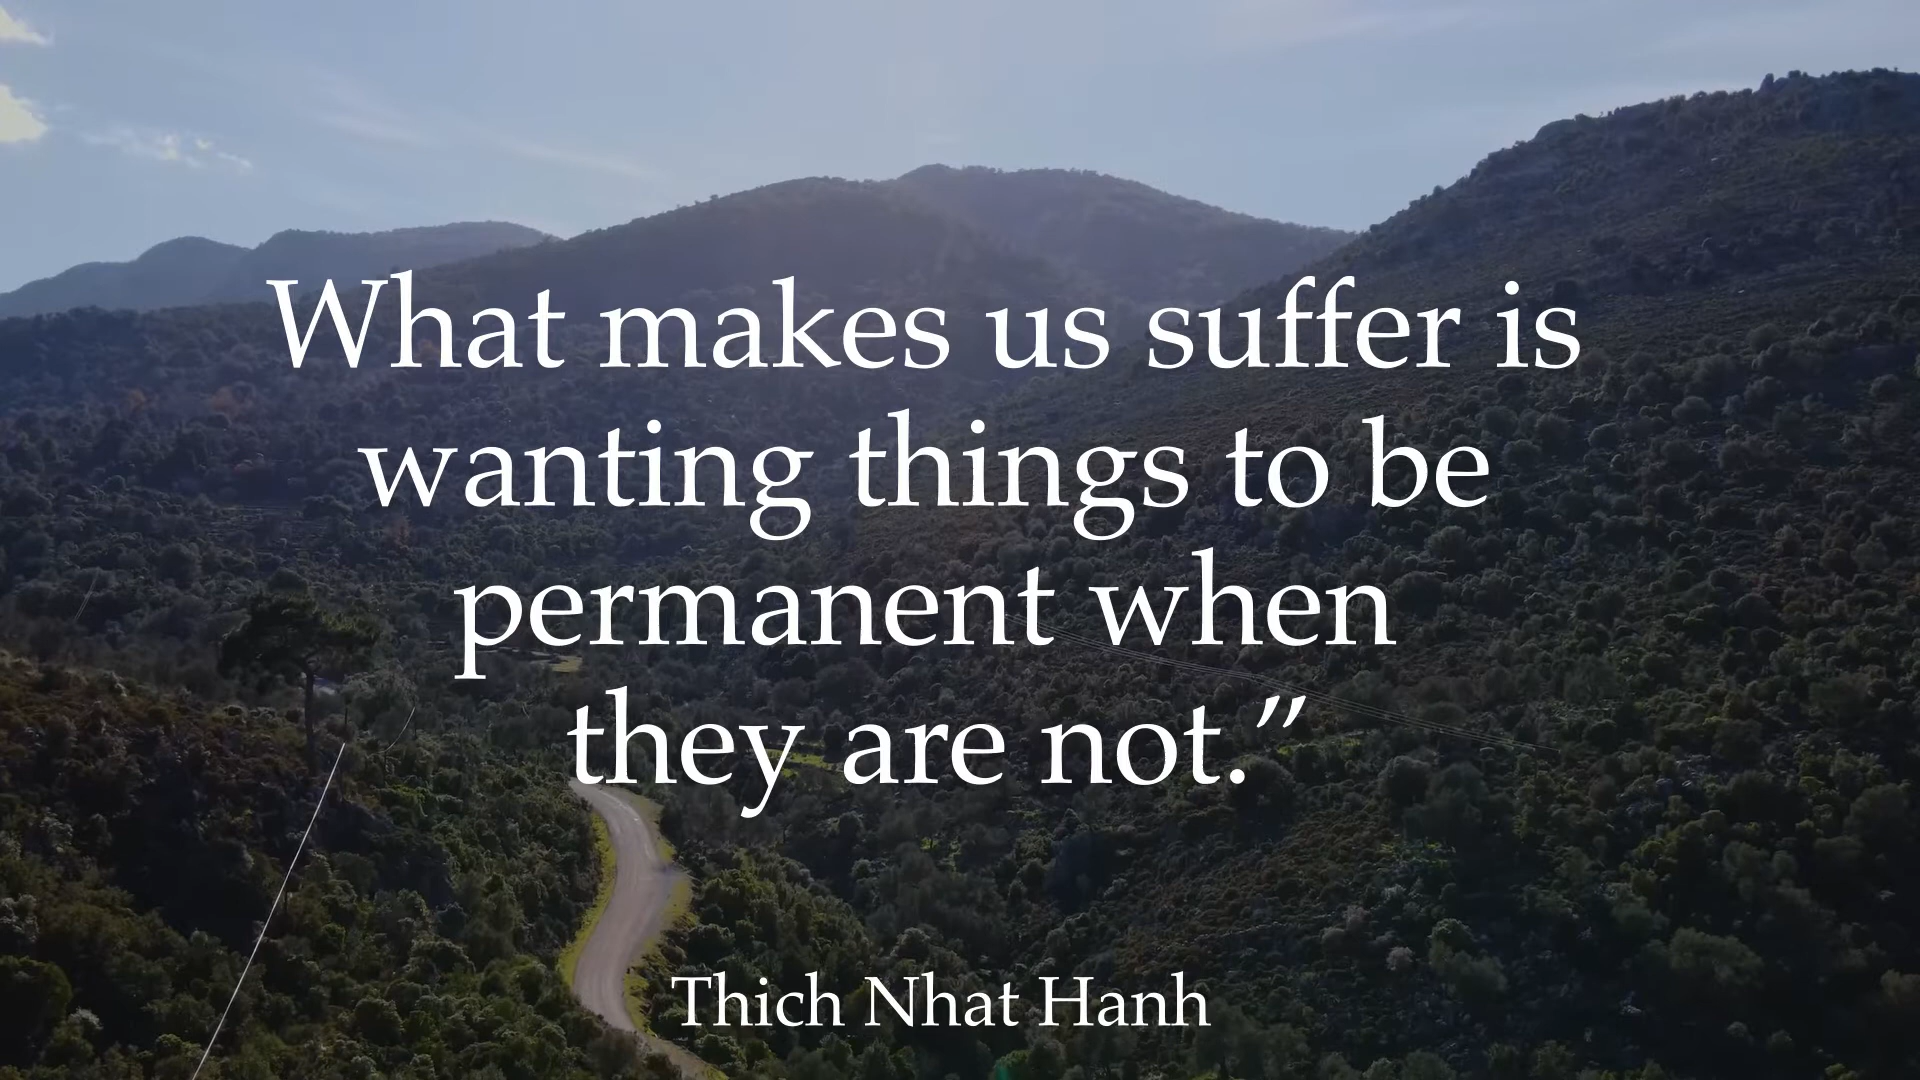 What makes us suffer is
wanting things to be
permanent when
they are not.”
Thich Nhat Hanh